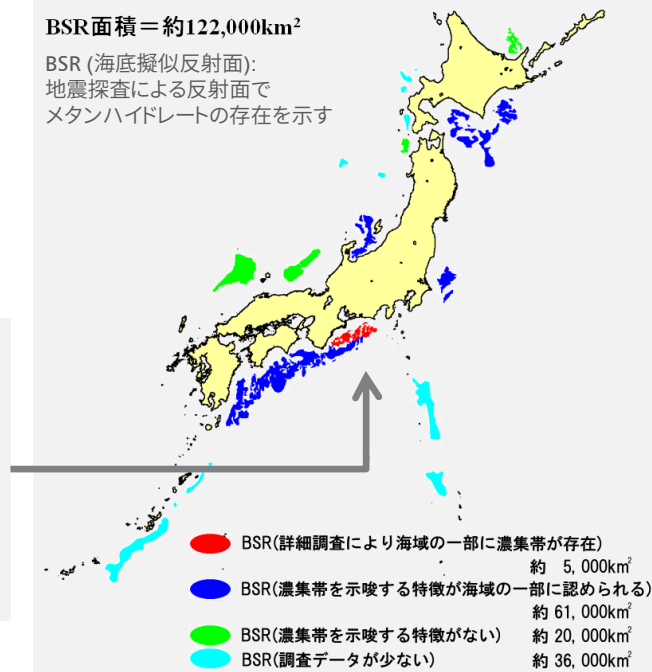 BSR面積＝約122,000km²
BSR (海底擬似反射面):
地震探査による反射面で
メタンハイドレートの存在を示す
BSR(詳細調査により海域の一部に濃集帯が存在)
約 5, 000km²
BSR(濃集帯を示唆する特徴が海域の一部に認められる)
約 61, 000km²
BSR(濃集帯を示唆する特徴がない) 約 20, 000km²
BSR(調査データが少ない) 約 36, 000km²